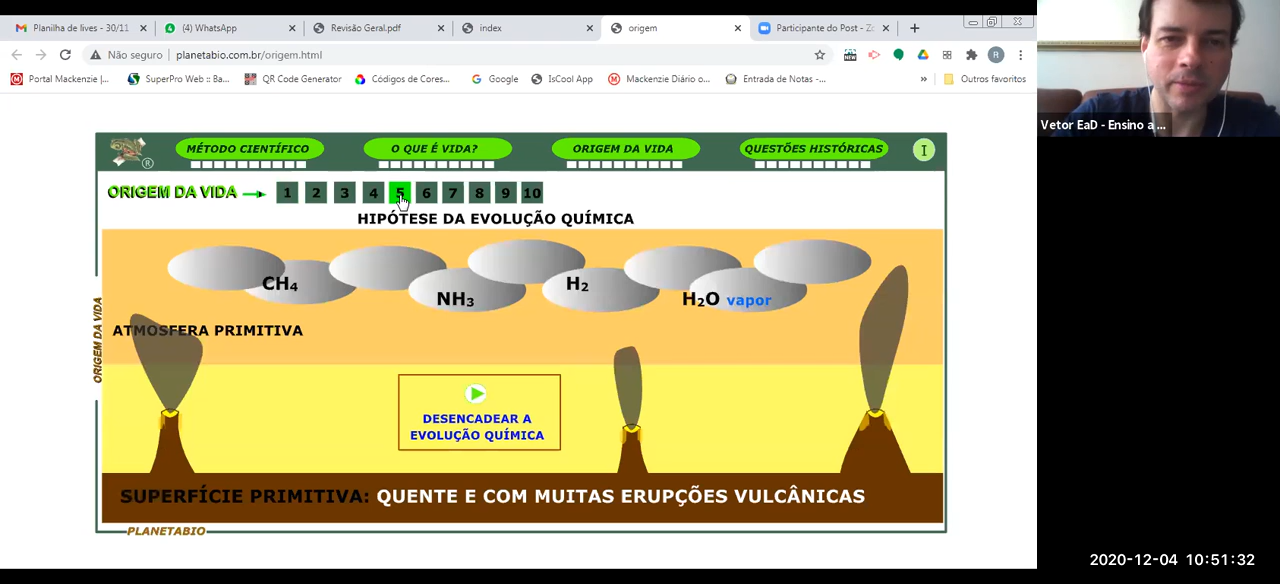 Planilha de lives - 30/11
(4) WhatsApp
Revisão Geral.pdf
index
origem
Participante do Post - Zo
Não seguro | planetabio.com.br/origem.html
Portal Mackenzie |...
SuperPro Web :: Ba...
QR Code Generator
Códigos de Cores...
Google
IsCool App
Mackenzie Diário o...
Entrada de Notas -...
»
Outros favoritos
Vetor EaD - Ensino a ...
MÉTODO CIENTÍFICO
O QUE É VIDA?
ORIGEM DA VIDA
QUESTÕES HISTÓRICAS
I
®
ORIGEM DA VIDA
1 2 3 4 5 6 7 8 9 10
HIPÓTESE DA EVOLUÇÃO QUÍMICA
CH4
NH3
H2
H2O vapor
ATMOSFERA PRIMITIVA
ORIGEM DA VIDA
DESENCADEAR A
EVOLUÇÃO QUÍMICA
SUPERFÍCIE PRIMITIVA: QUENTE E COM MUITAS ERUPÇÕES VULCÂNICAS
PLANETABIO
2020-12-04 10:51:32